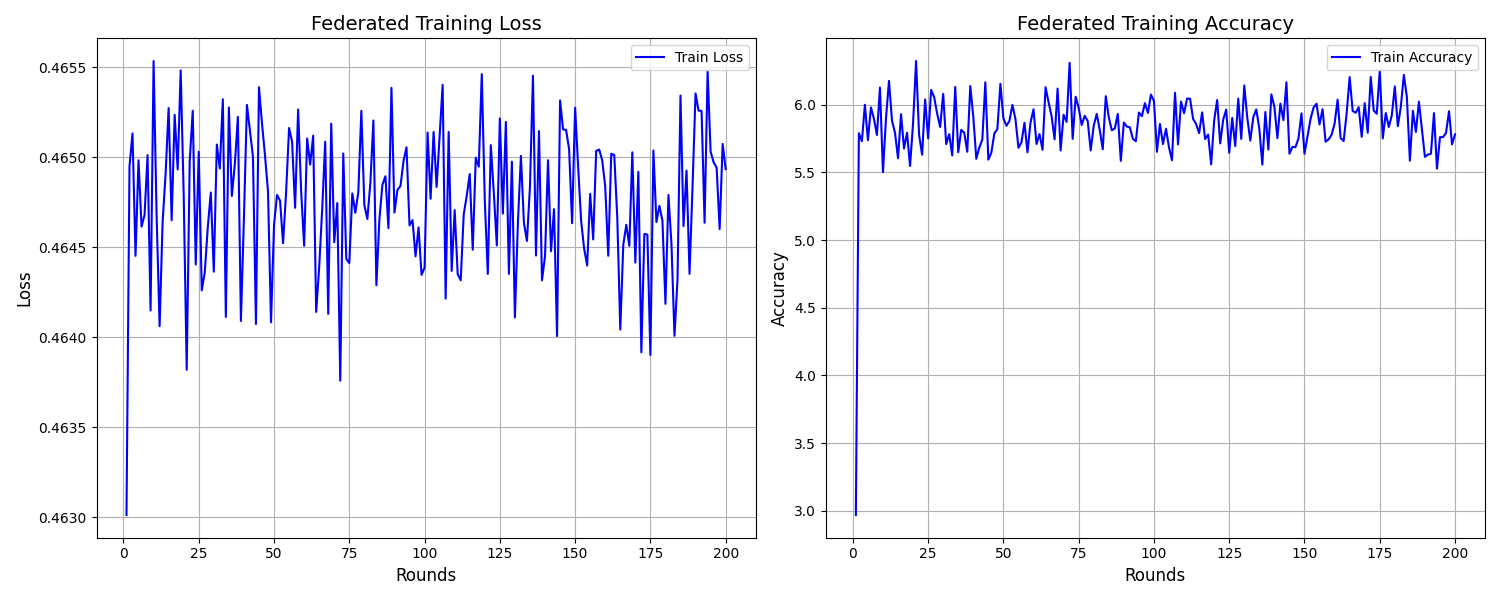 Federated Training Loss
Train Loss
0.4655
0.4650
0.4645
0.4640
0.4635
0.4630
Loss
0 25 50 75 100 125 150 175 200
Rounds
Federated Training Accuracy
Train Accuracy
6.0
5.5
5.0
4.5
4.0
3.5
3.0
Accuracy
0 25 50 75 100 125 150 175 200
Rounds